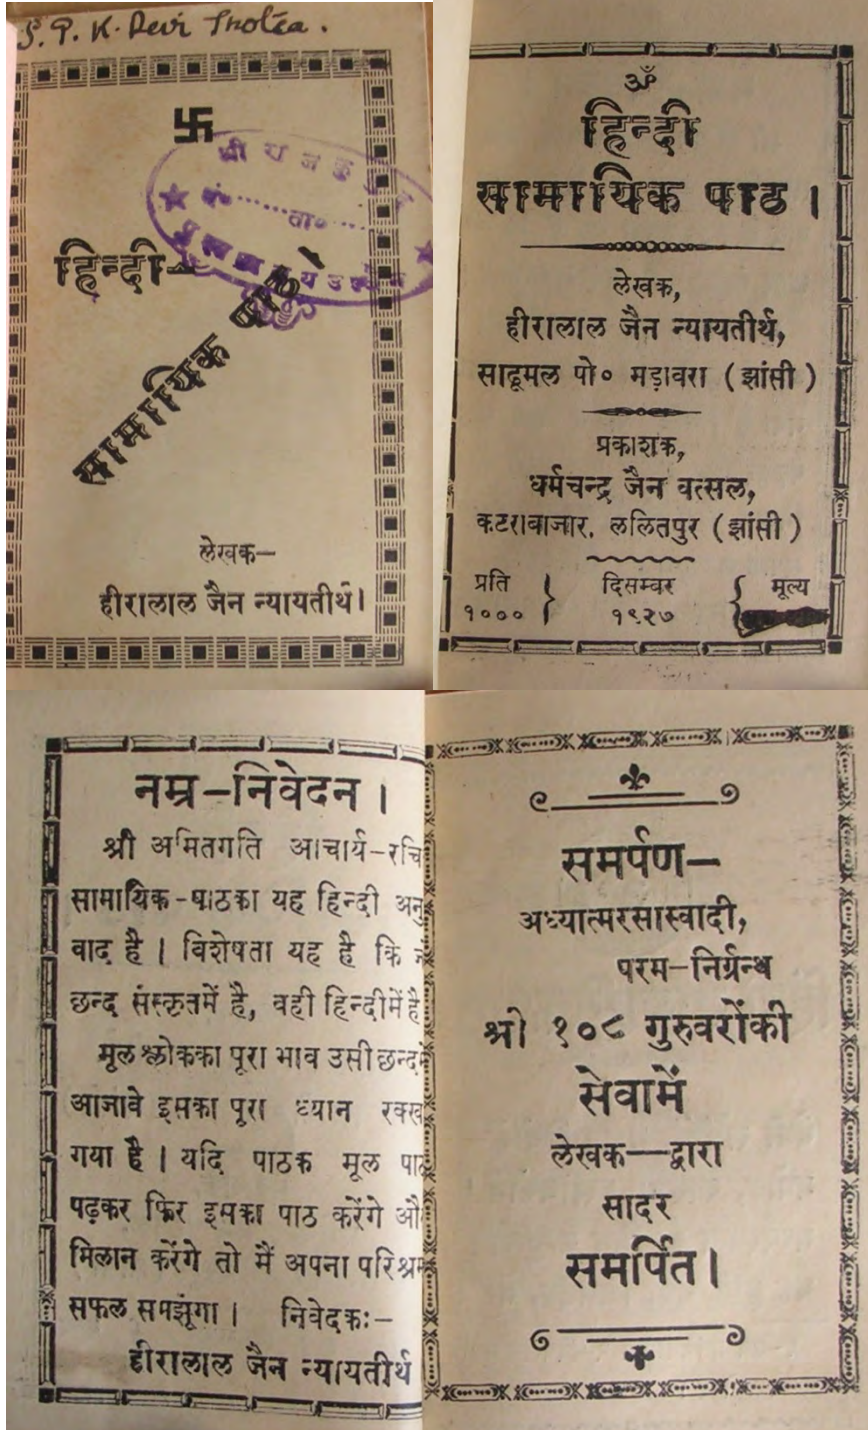 S. P. K. Devi
卐
हिन्दी-
सामायिक पाठ
लेखक—
हीरालाल जैन न्यायतीर्थ।
ॐ
हिन्दी
सामायिक पाठ ।
लेखक,
हीरालाल जैन न्यायतीर्थ,
सादूमल पो० मड़ावरा ( झांसी )
प्रकाशक,
धर्मचन्द्र जैन वत्सल,
कटराबाजार. ललितपुर ( झांसी )
प्रति } दिसम्बर { मूल्य
१००० १९२७
नम्र-निवेदन ।
श्री अमितगति आचार्य-रचि
सामायिक-पाठका यह हिन्दी अनु
वाद है । विशेषता यह है कि
छन्द संस्कृतमें है, वही हिन्दीमें है
मूल श्लोकका पूरा भाव उसी छन्दमें
आजावे इसका पूरा ध्यान रक्ख
गया है । यदि पाठक मूल पाठ
पढ़कर फिर इसका पाठ करेंगे औ
मिलान करेंगे तो मैं अपना परिश्रम
सफल समझूंगा । निवेदकः-
हीरालाल जैन न्यायतीर्थ
समर्पण—
अध्यात्मरसास्वादी,
परम-निर्ग्रन्थ
श्री १०८ गुरुवरोंकी
सेवामें
लेखक—द्वारा
सादर
समर्पित।